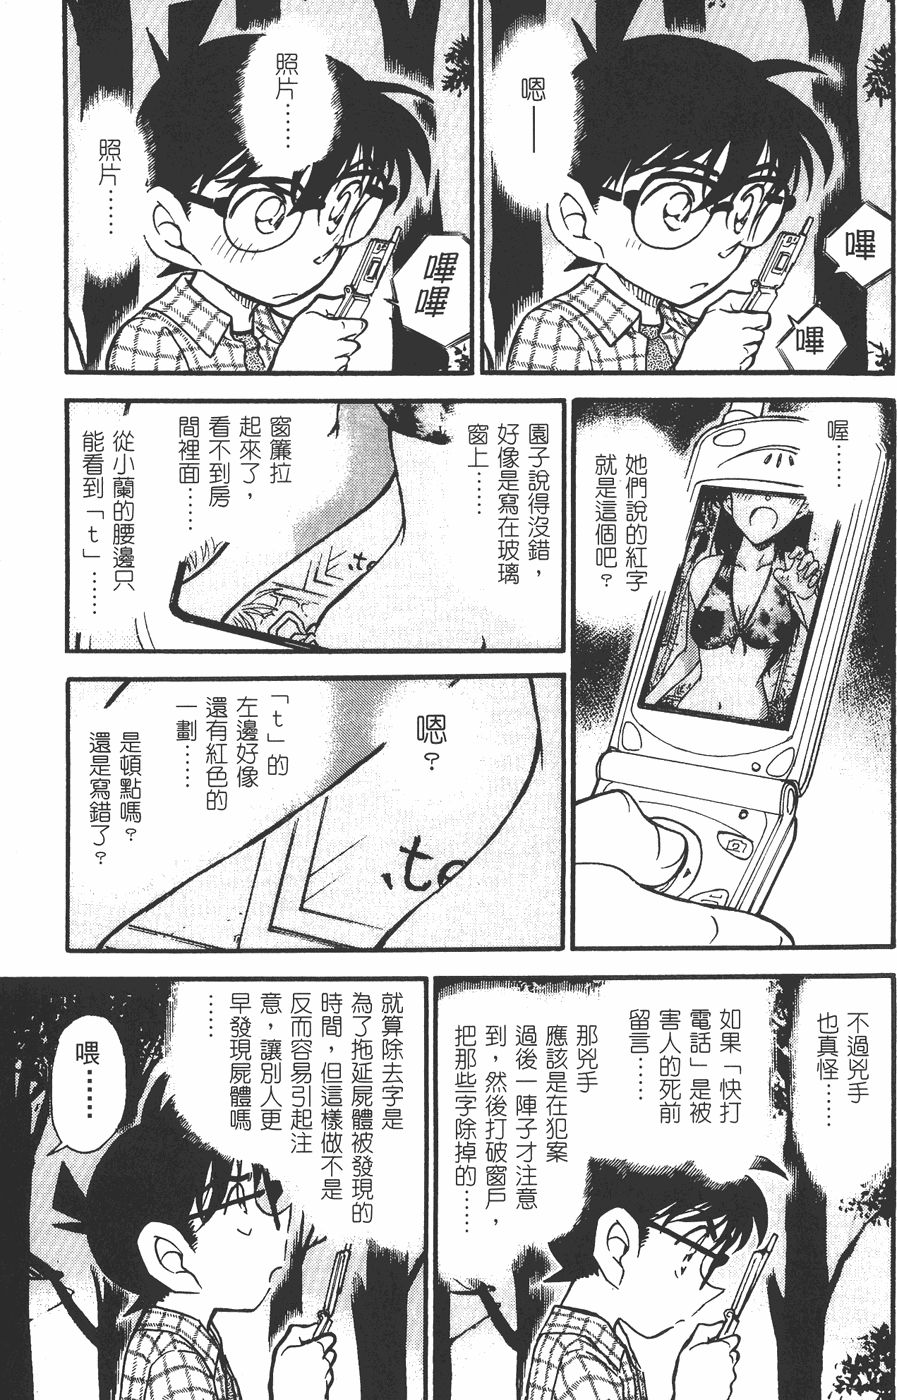 嗯——
嗶
嗶
照片……
照片……
嗶
嗶
喔……
她們說的紅字
就是這個吧？
園子說得沒錯，
好像是寫在玻璃
窗上……
窗簾拉
起來了，
看不到房
間裡面……
從小蘭的腰邊只
能看到「t」……
.to
嗯？
「t」的
左邊好像
還有紅色的
一劃……
是頓點嗎？
還是寫錯了？
不過兇手
也真怪……
如果「快打
電話」是被
害人的死前
留言……
那兇手
應該是在犯案
過後一陣子才注意
到，然後打破窗戶，
把那些字除掉的……
就算除去字是
為了拖延屍體被發現的
時間，但這樣做不是
反而容易引起注
意，讓別人更
早發現屍體嗎
……
喂……